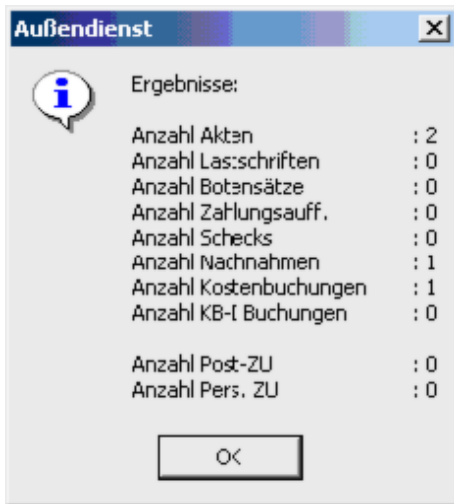 Außendienst
Ergebnisse:
Anzahl Akten : 2
Anzahl Lastschriften : 0
Anzahl Botensätze : 0
Anzahl Zahlungsauff. : 0
Anzahl Schecks : 0
Anzahl Nachnahmen : 1
Anzahl Kostenbuchungen : 1
Anzahl KB-I Buchungen : 0
Anzahl Post-ZU : 0
Anzahl Pers. ZU : 0
OK